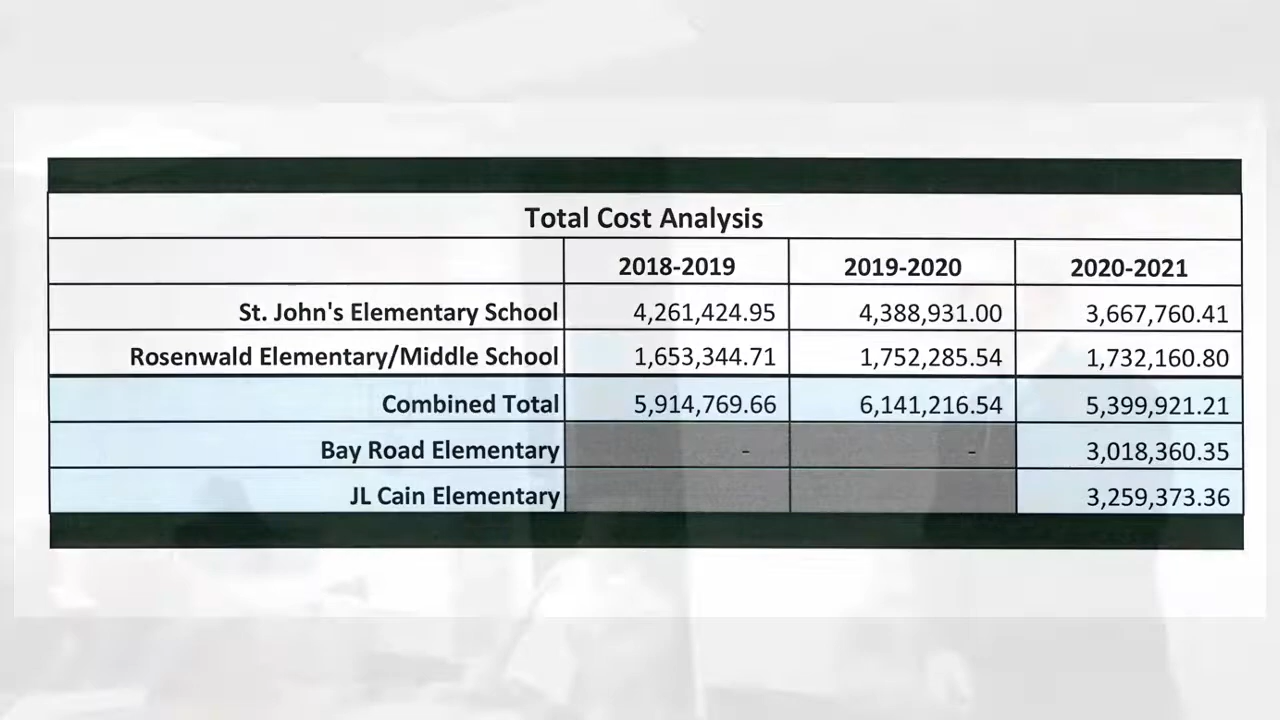 Total Cost Analysis
2018-2019 2019-2020 2020-2021
St. John's Elementary School 4,261,424.95 4,388,931.00 3,667,760.41
Rosenwald Elementary/Middle School 1,653,344.71 1,752,285.54 1,732,160.80
Combined Total 5,914,769.66 6,141,216.54 5,399,921.21
Bay Road Elementary - - 3,018,360.35
JL Cain Elementary 3,259,373.36